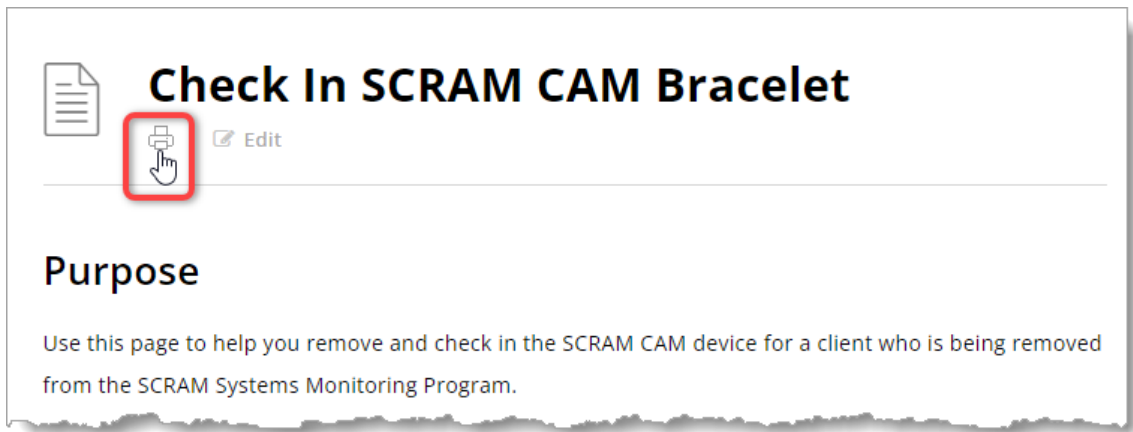 Check In SCRAM CAM Bracelet
Edit
Purpose
Use this page to help you remove and check in the SCRAM CAM device for a client who is being removed
from the SCRAM Systems Monitoring Program.